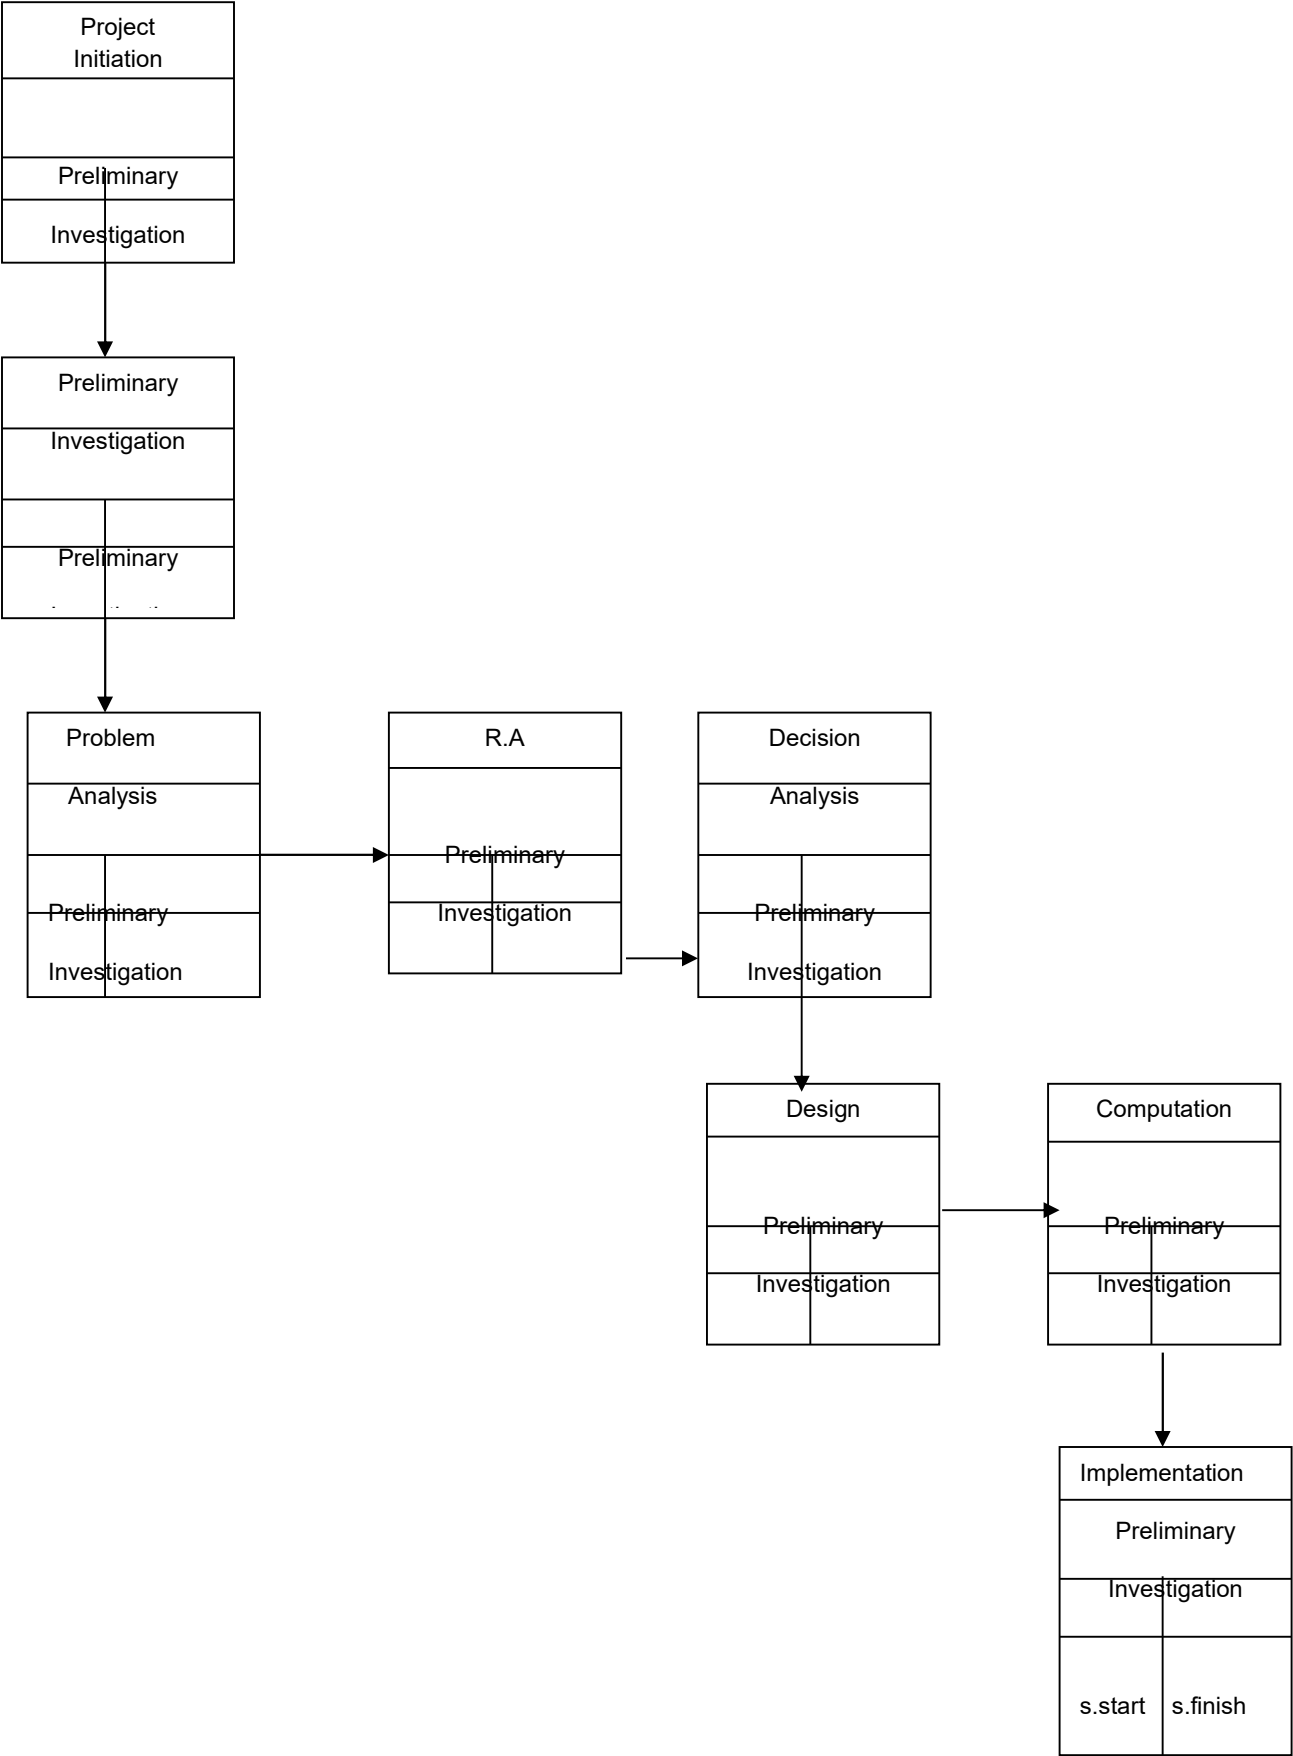 Project
Initiation
Preliminary
Investigation
Preliminary
Investigation
Preliminary
Problem
Analysis
Preliminary
Investigation
R.A
Preliminary
Investigation
Decision
Analysis
Preliminary
Investigation
Design
Preliminary
Investigation
Computation
Preliminary
Investigation
Implementation
Preliminary
Investigation
s.start s.finish